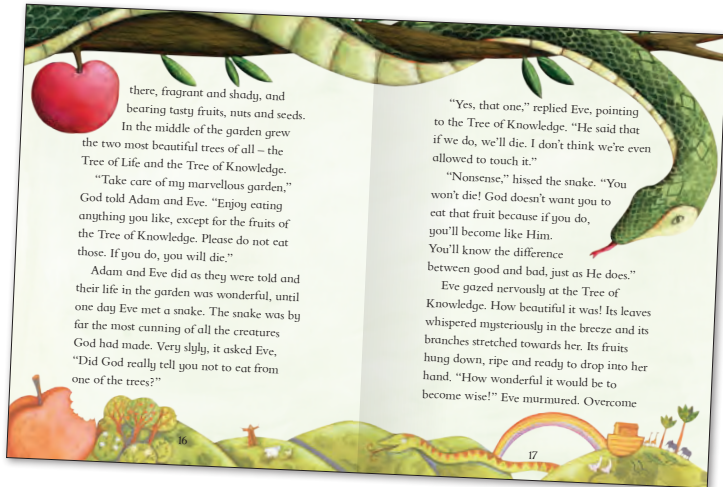 there, fragrant and shady, and
bearing tasty fruits, nuts and seeds.
In the middle of the garden grew
the two most beautiful trees of all – the
Tree of Life and the Tree of Knowledge.
“Take care of my marvellous garden,”
God told Adam and Eve. “Enjoy eating
anything you like, except for the fruits of
the Tree of Knowledge. Please do not eat
those. If you do, you will die.”
Adam and Eve did as they were told and
their life in the garden was wonderful, until
one day Eve met a snake. The snake was by
far the most cunning of all the creatures
God had made. Very slyly, it asked Eve,
“Did God really tell you not to eat from
one of the trees?”
16
“Yes, that one,” replied Eve, pointing
to the Tree of Knowledge. “He said that
if we do, we’ll die. I don’t think we’re even
allowed to touch it.”
“Nonsense,” hissed the snake. “You
won’t die! God doesn’t want you to
eat that fruit because if you do,
you’ll become like Him.
You’ll know the difference
between good and bad, just as He does.”
Eve gazed nervously at the Tree of
Knowledge. How beautiful it was! Its leaves
whispered mysteriously in the breeze and its
branches stretched towards her. Its fruits
hung down, ripe and ready to drop into her
hand. “How wonderful it would be to
become wise!” Eve murmured. Overcome
17